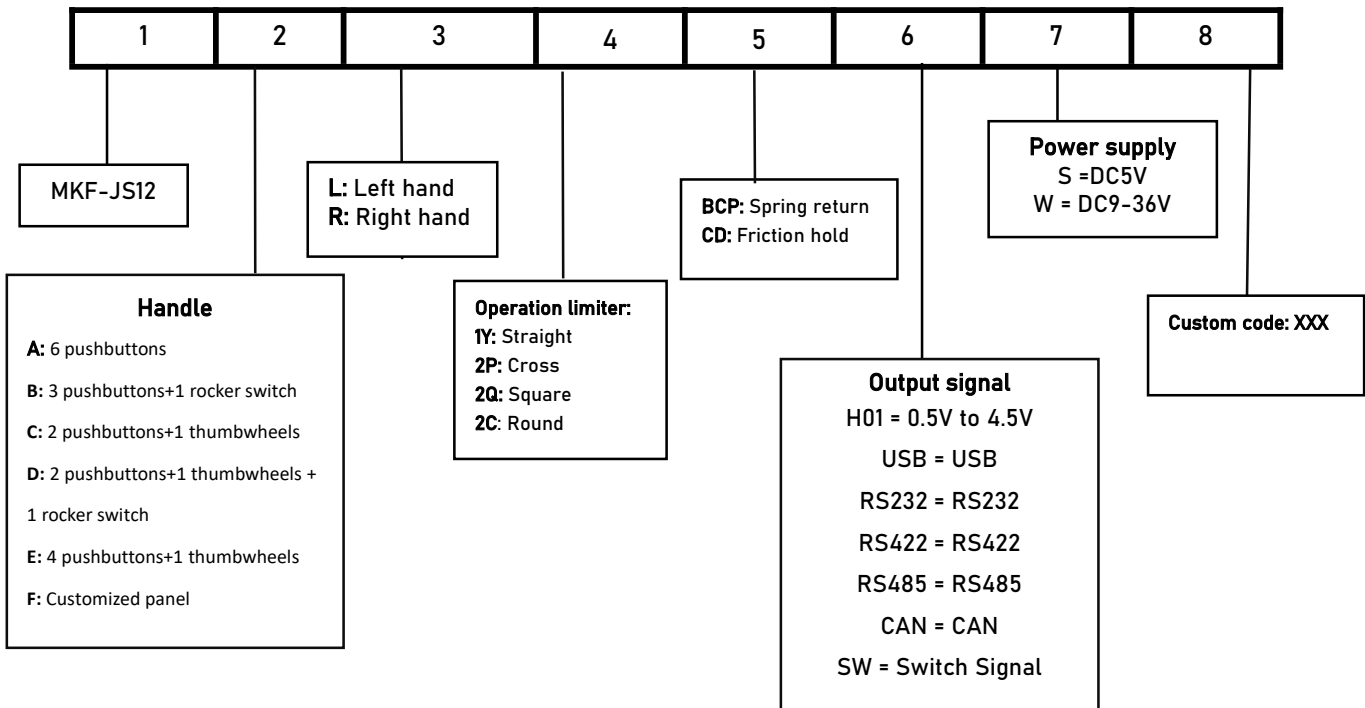 1 2 3 4 5 6 7 8
MKF-JS12
Handle
A: 6 pushbuttons
B: 3 pushbuttons+1 rocker switch
C: 2 pushbuttons+1 thumbwheels
D: 2 pushbuttons+1 thumbwheels +
1 rocker switch
E: 4 pushbuttons+1 thumbwheels
F: Customized panel
L: Left hand
R: Right hand
Operation limiter:
1Y: Straight
2P: Cross
2Q: Square
2C: Round
BCP: Spring return
CD: Friction hold
Output signal
H01 = 0.5V to 4.5V
USB = USB
RS232 = RS232
RS422 = RS422
RS485 = RS485
CAN = CAN
SW = Switch Signal
Power supply
S =DC5V
W = DC9-36V
Custom code: XXX